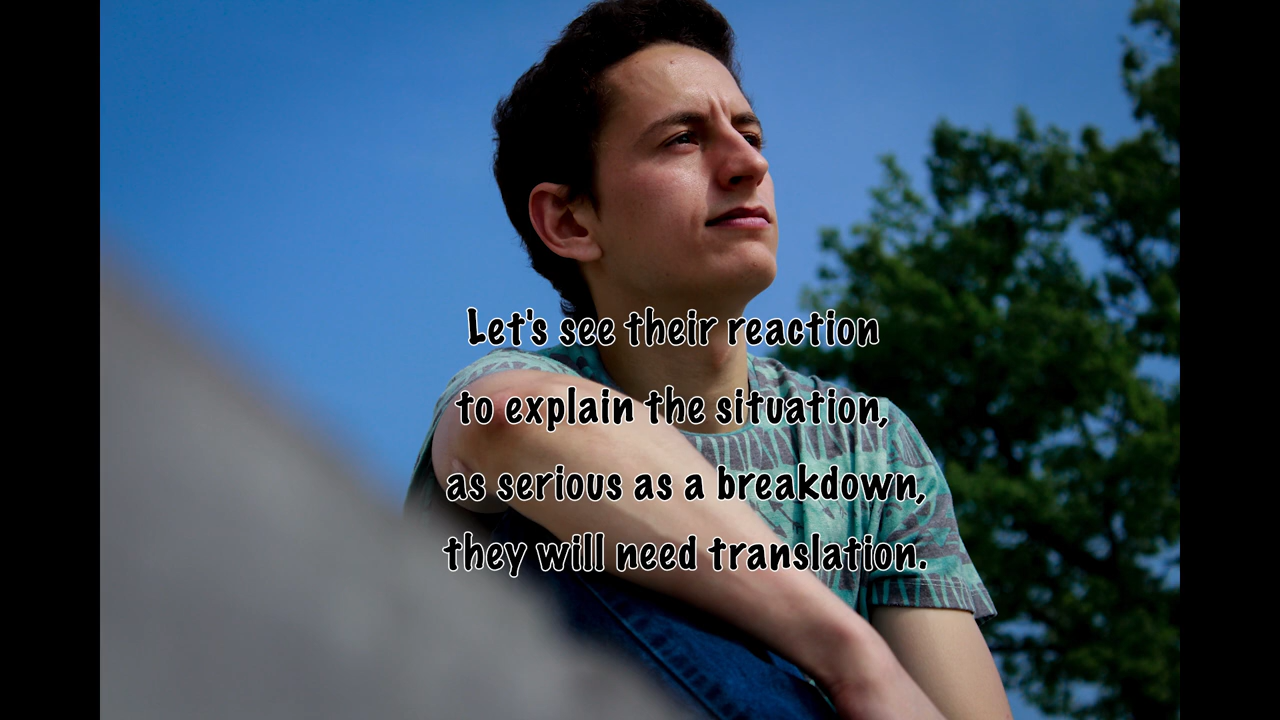 Let's see their reaction
to explain the situation,
as serious as a breakdown,
they will need translation.